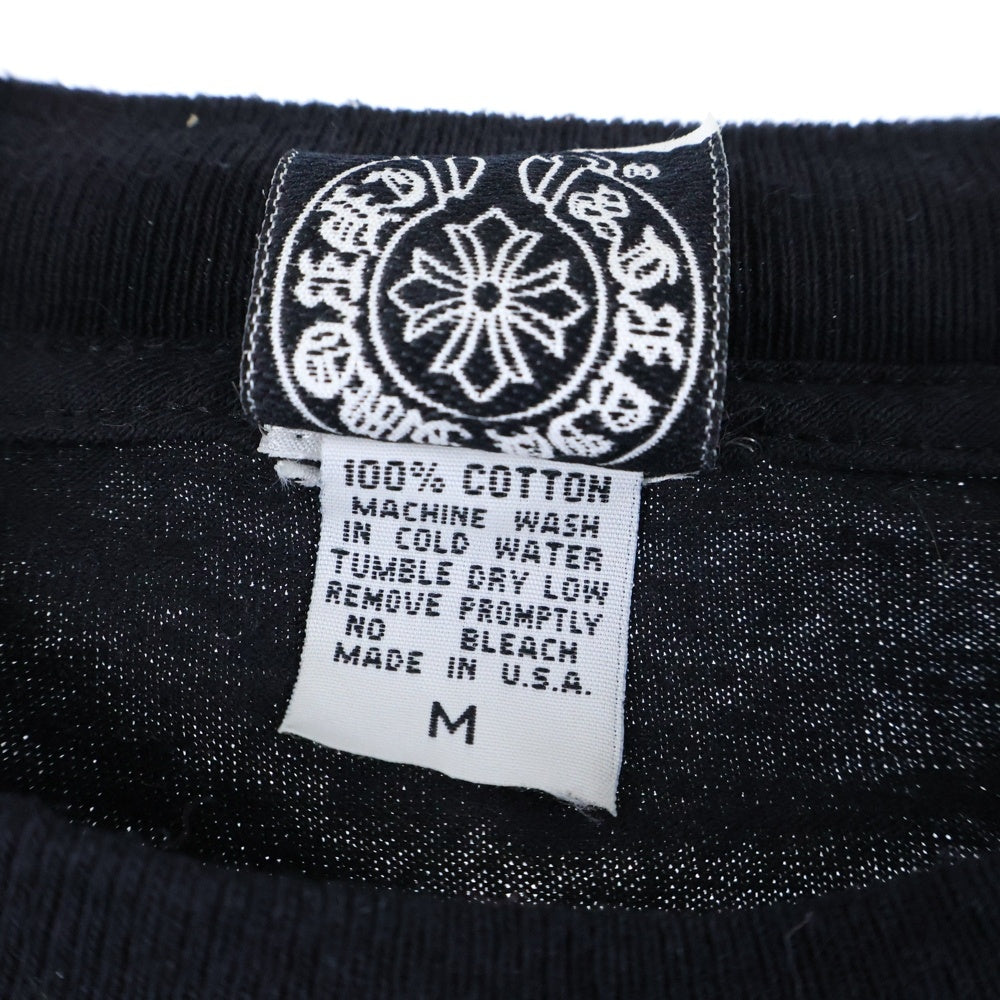 ®
100% COTTON
MACHINE WASH
IN COLD WATER
TUMBLE DRY LOW
REMOVE PROMPTLY
NO BLEACH
MADE IN U.S.A.
M